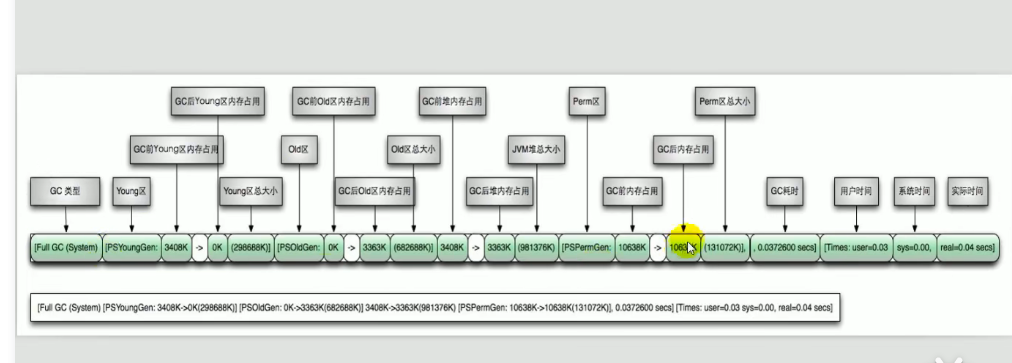 GC后Young区内存占用 GC前Old区内存占用 GC前堆内存占用 Perm区 Perm区总大小
GC前Young区内存占用 Old区 Old区总大小 JVM堆总大小 GC后内存占用
GC 类型 Young区 Young区总大小 GC后Old区内存占用 GC后堆内存占用 GC前内存占用 GC耗时 用户时间 系统时间 实际时间
[Full GC (System) [PSYoungGen: 3408K -> 0K (298688K)] [PSOldGen: 0K -> 3363K (682688K)] 3408K -> 3363K (981376K) [PSPermGen: 10638K -> 10638K (131072K)], , 0.0372600 secs] [Times: user=0.03 sys=0.00, real=0.04 secs]
[Full GC (System) [PSYoungGen: 3408K->0K(298688K)] [PSOldGen: 0K->3363K(682688K)] 3408K->3363K(981376K) [PSPermGen: 10638K->10638K(131072K)], 0.0372600 secs] [Times: user=0.03 sys=0.00, real=0.04 secs]